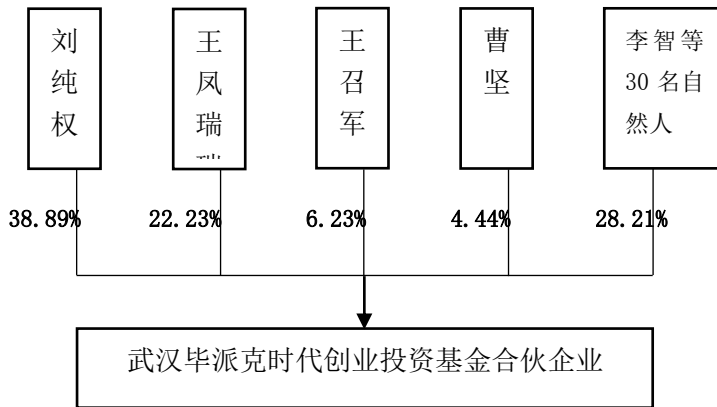 刘
纯
权
王
凤
瑞
王
召
军
曹
坚
李智等
30 名自
然人
38.89%
22.23%
6.23%
4.44%
28.21%
武汉毕派克时代创业投资基金合伙企业